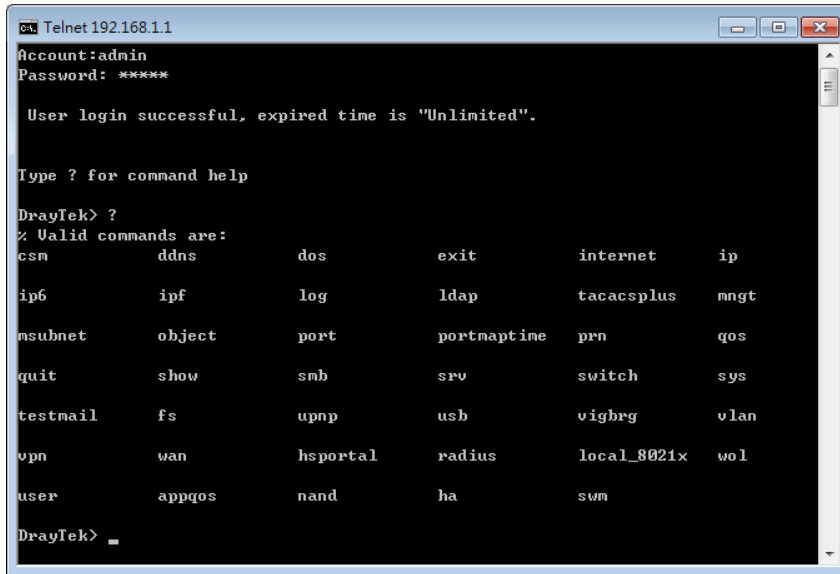 Telnet 192.168.1.1
Account:admin
Password: *****
User login successful, expired time is "Unlimited".
Type ? for command help
DrayTek> ?
% Valid commands are:
csm ddns dos exit internet ip
ip6 ipf log ldap tacacsplus mngt
msubnet object port portmaptime prn qos
quit show smb srv switch sys
testmail fs upnp usb vigbrg vlan
vpn wan hsportal radius local_8021x wol
user appqos nand ha swm
DrayTek> _